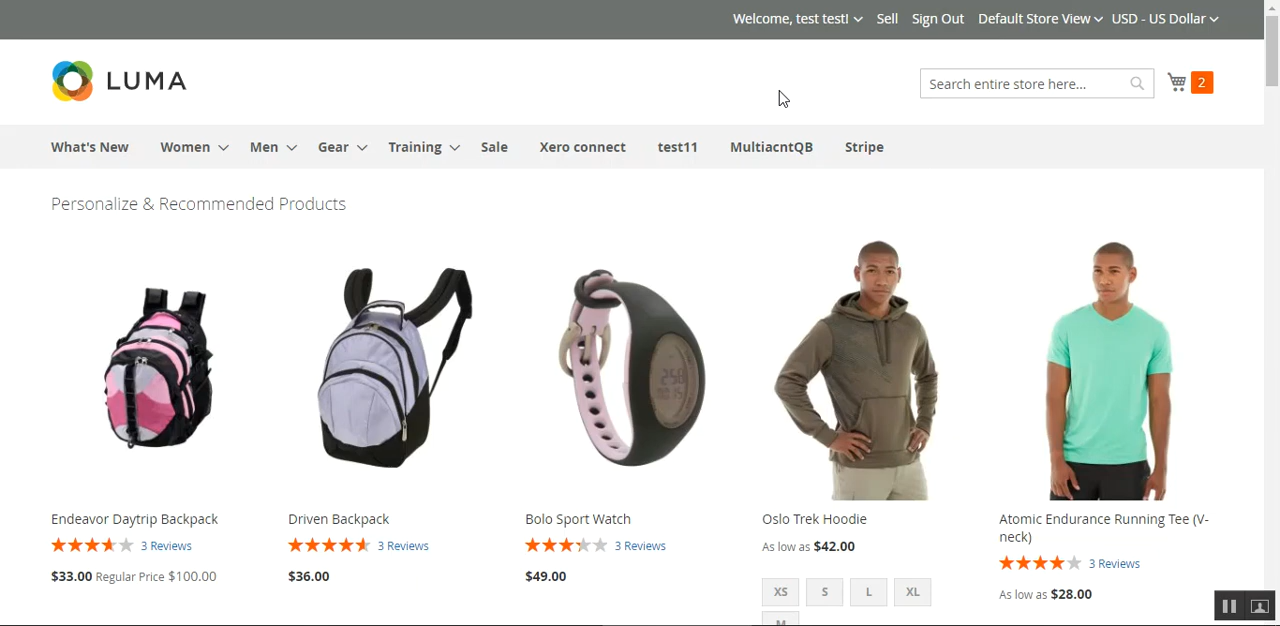 Welcome, test test! Sell Sign Out Default Store View USD - US Dollar
LUMA
Search entire store here...
2
What's New Women Men Gear Training Sale Xero connect test11 MultiacntQB Stripe
Personalize & Recommended Products
Endeavor Daytrip Backpack
3 Reviews
$33.00 Regular Price $100.00
Driven Backpack
3 Reviews
$36.00
Bolo Sport Watch
3 Reviews
$49.00
Oslo Trek Hoodie
As low as $42.00
XS S L XL
M
Atomic Endurance Running Tee (V-
neck)
3 Reviews
As low as $28.00